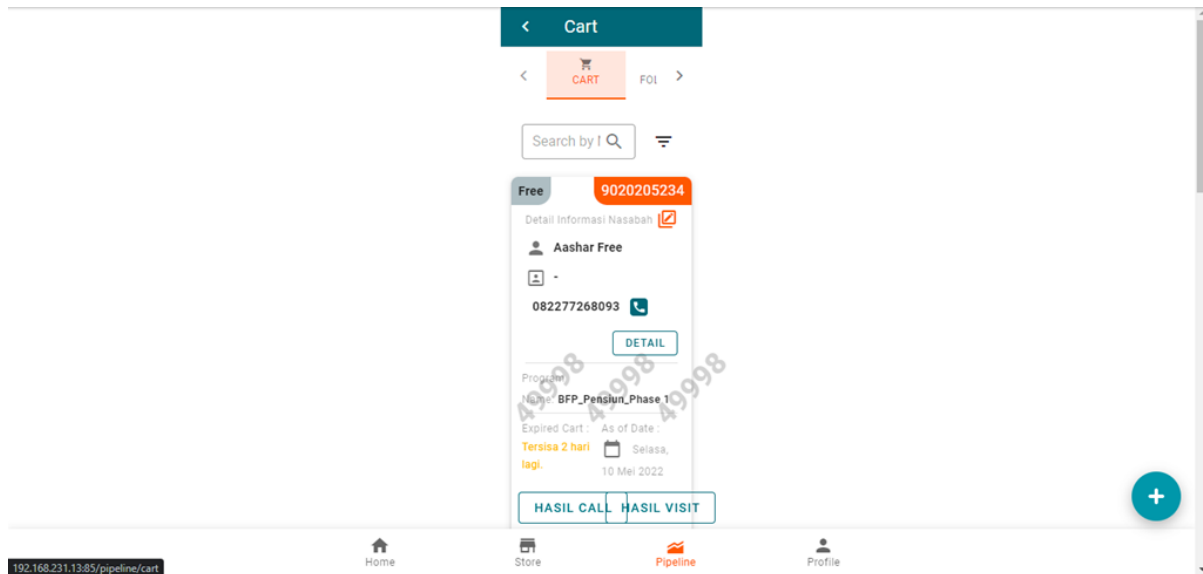 Cart
CART FOL
Search by
Free 9020205234
Detail Informasi Nasabah
Aashar Free
-
082277268093
DETAIL
49998 49998 49998
Program
Name: BFP_Pensiun_Phase 1
Expired Cart : As of Date :
Tersisa 2 hari Selasa,
lagi. 10 Mei 2022
HASIL CALL HASIL VISIT
+
Home Store Pipeline Profile
192.168.231.13:85/pipeline/cart